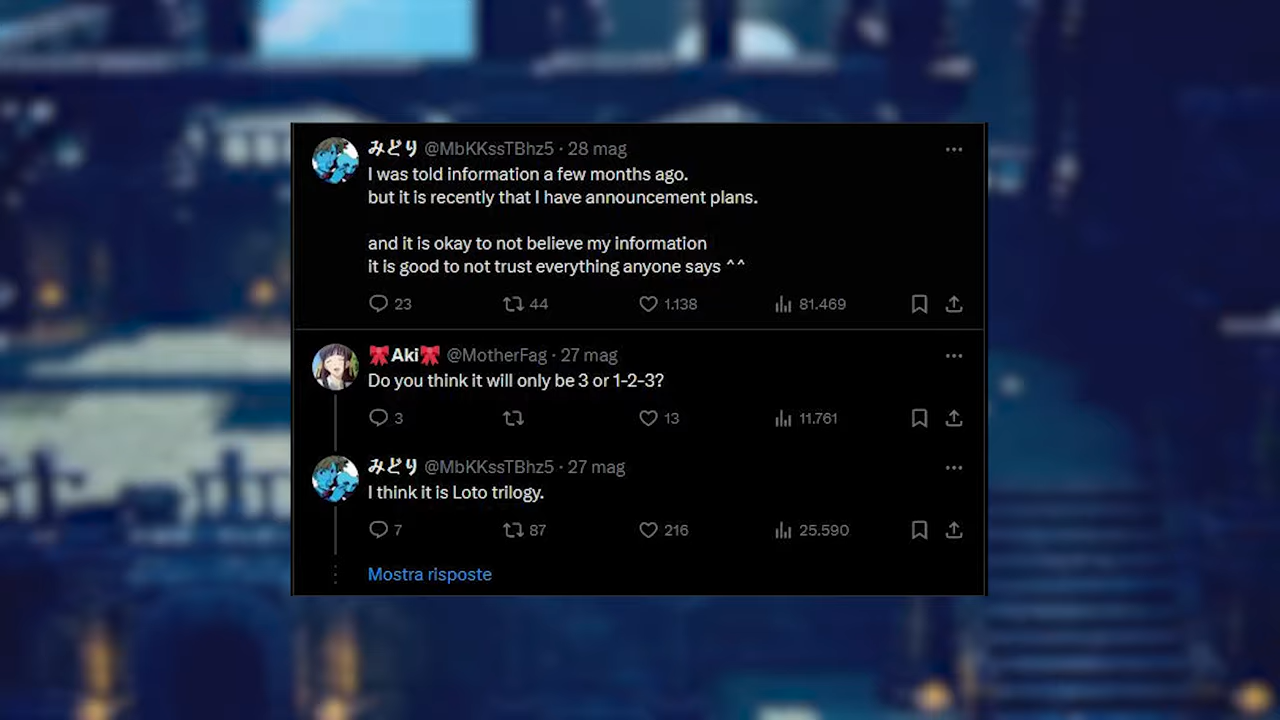 みどり @MbKKssTBhz5 · 28 mag
I was told information a few months ago.
but it is recently that I have announcement plans.
and it is okay to not believe my information
it is good to not trust everything anyone says ^^
23 44 1.138 81.469
🎀Aki🎀 @MotherFag · 27 mag
Do you think it will only be 3 or 1-2-3?
3 13 11.761
みどり @MbKKssTBhz5 · 27 mag
I think it is Loto trilogy.
7 87 216 25.590
Mostra risposte